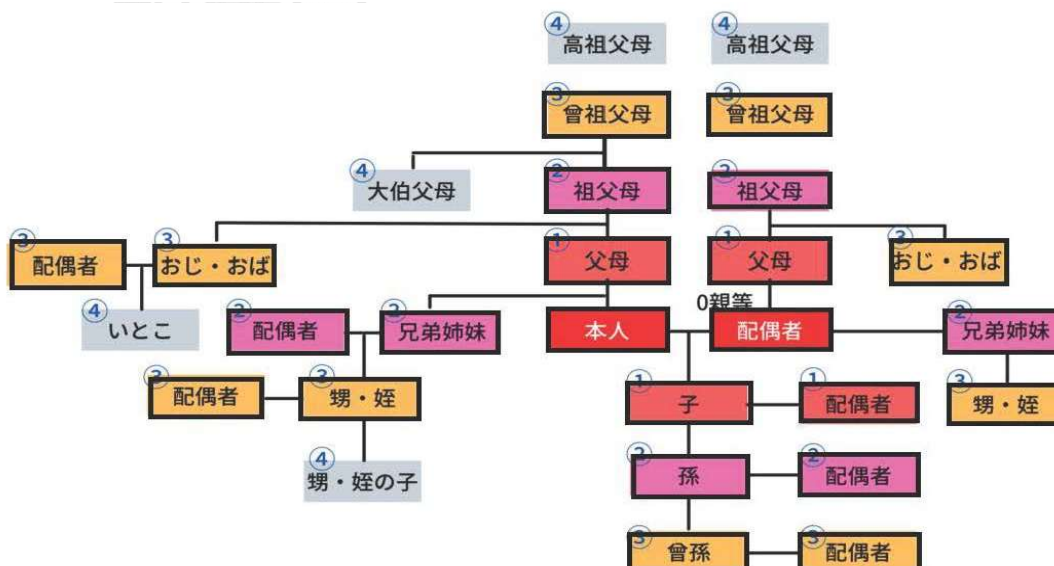 ④ ④
高祖父母 高祖父母
③ ③
曾祖父母 曾祖父母
④ ② ②
大伯父母 祖父母 祖父母
③ ③ ① ① ③
配偶者 おじ・おば 父母 父母 おじ・おば
0親等
④ ② ② ②
いとこ 配偶者 兄弟姉妹 本人 配偶者 兄弟姉妹
③ ③ ① ① ③
配偶者 甥・姪 子 配偶者 甥・姪
④ ② ②
甥・姪の子 孫 配偶者
③ ③
曾孫 配偶者